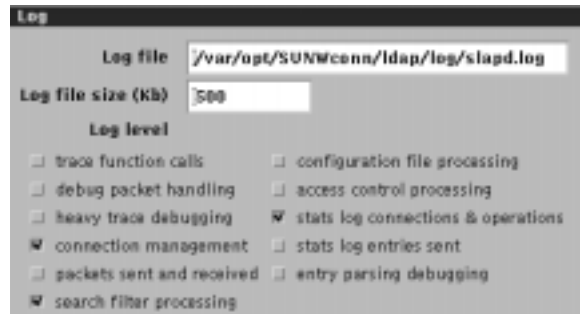 Log
Log file /var/opt/SUNWconn/ldap/log/slapd.log
Log file size (Kb) 500
Log level
trace function calls configuration file processing
debug packet handling access control processing
heavy trace debugging stats log connections & operations
connection management stats log entries sent
packets sent and received entry parsing debugging
search filter processing